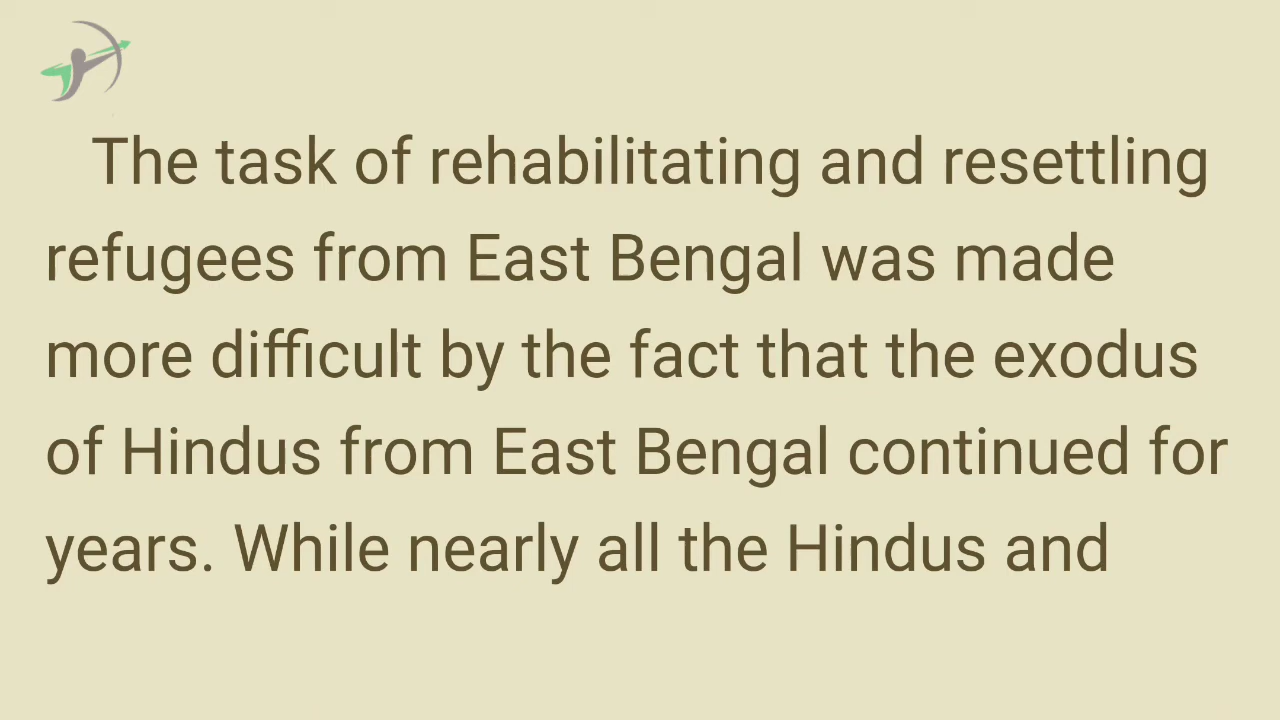 The task of rehabilitating and resettling
refugees from East Bengal was made
more difficult by the fact that the exodus
of Hindus from East Bengal continued for
years. While nearly all the Hindus and